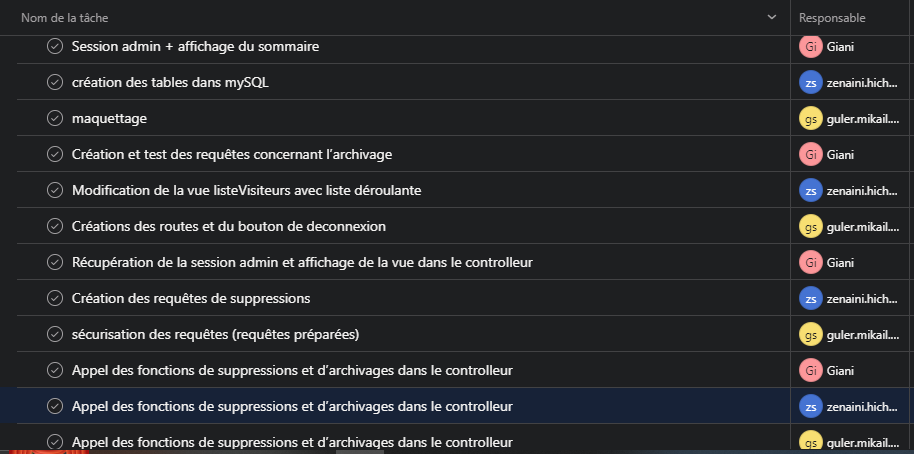 Nom de la tâche Responsable
Session admin + affichage du sommaire Gi Giani
création des tables dans mySQL zs zenaini.hich...
maquettage gs guler.mikail....
Création et test des requêtes concernant l'archivage Gi Giani
Modification de la vue listeVisiteurs avec liste déroulante zs zenaini.hich...
Créations des routes et du bouton de deconnexion gs guler.mikail....
Récupération de la session admin et affichage de la vue dans le controlleur Gi Giani
Création des requêtes de suppressions zs zenaini.hich...
sécurisation des requêtes (requêtes préparées) gs guler.mikail....
Appel des fonctions de suppressions et d'archivages dans le controlleur Gi Giani
Appel des fonctions de suppressions et d'archivages dans le controlleur zs zenaini.hich...
Appel des fonctions de suppressions et d'archivages dans le controlleur gs guler.mikail....